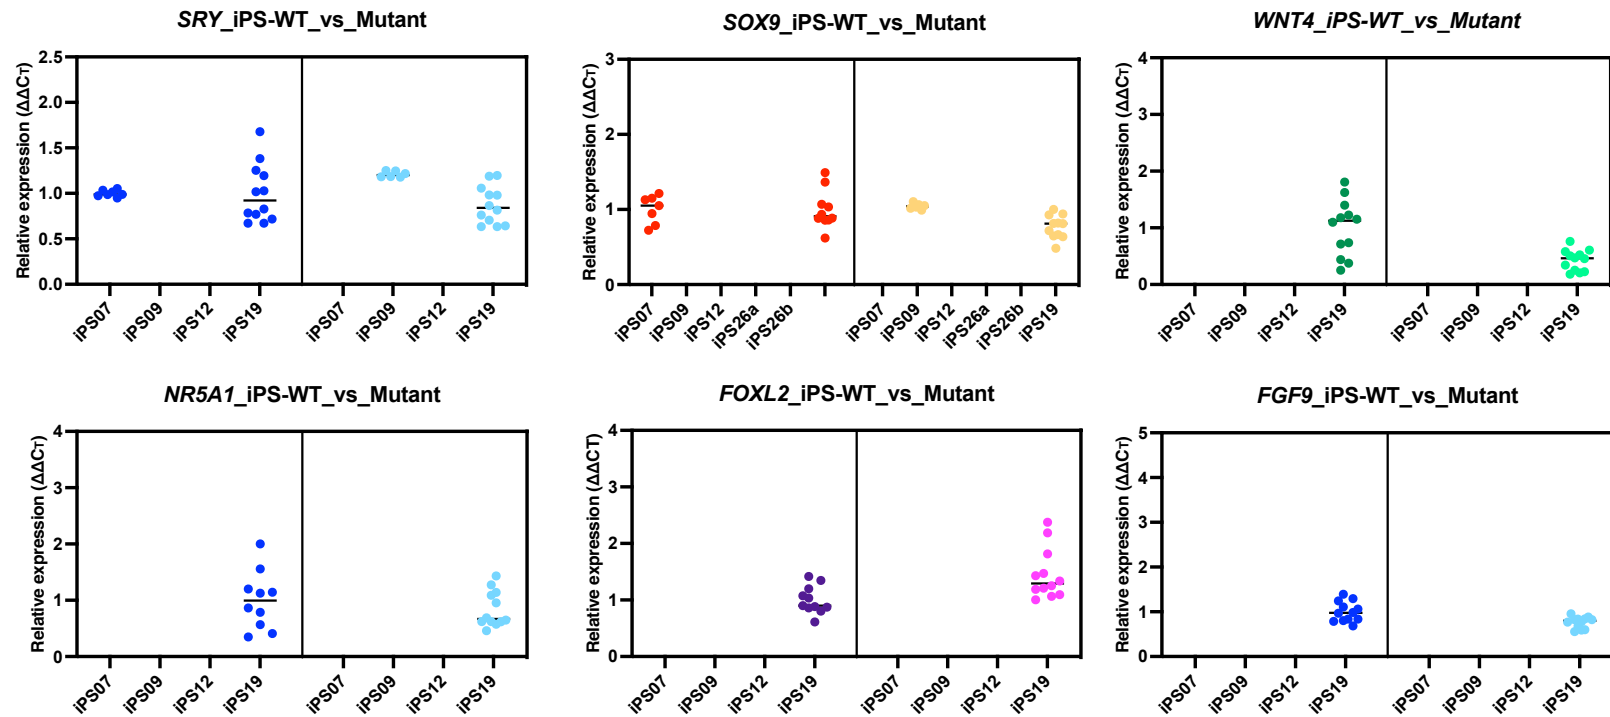 SRY_iPS-WT_vs_Mutant
Relative expression (ΔΔCT)
2.5
2.0
1.5
1.0
0.5
0.0
iPS07
iPS09
iPS12
iPS19
iPS07
iPS09
iPS12
iPS19
SOX9_iPS-WT_vs_Mutant
Relative expression (ΔΔCT)
3
2
1
0
iPS07
iPS09
iPS12
iPS26a
iPS26b
iPS07
iPS09
iPS12
iPS26a
iPS26b
iPS19
WNT4_iPS-WT_vs_Mutant
Relative expression (ΔΔCT)
4
3
2
1
0
iPS07
iPS09
iPS12
iPS19
iPS07
iPS09
iPS12
iPS19
NR5A1_iPS-WT_vs_Mutant
Relative expression (ΔΔCT)
4
3
2
1
0
iPS07
iPS09
iPS12
iPS19
iPS07
iPS09
iPS12
iPS19
FOXL2_iPS-WT_vs_Mutant
Relative expression (ΔΔCT)
4
3
2
1
0
iPS07
iPS09
iPS12
iPS19
iPS07
iPS09
iPS12
iPS19
FGF9_iPS-WT_vs_Mutant
Relative expression (ΔΔCT)
5
4
3
2
1
0
iPS07
iPS09
iPS12
iPS19
iPS07
iPS09
iPS12
iPS19